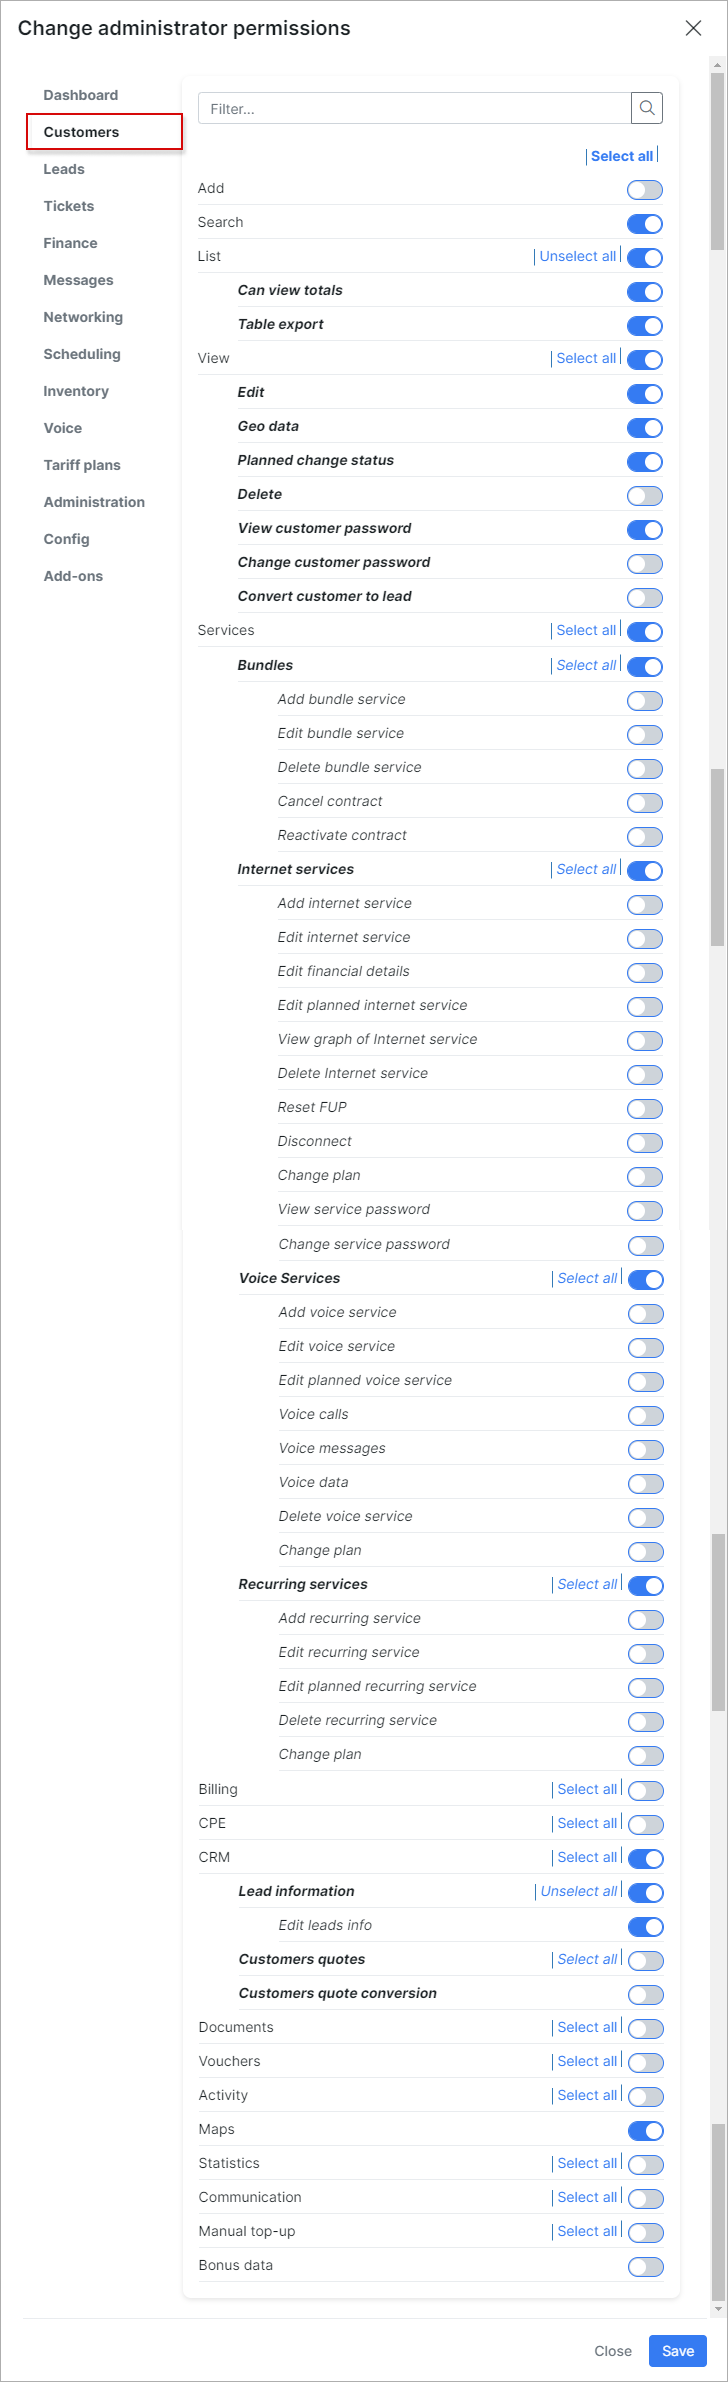 Change administrator permissions
Dashboard
Customers
Leads
Tickets
Finance
Messages
Networking
Scheduling
Inventory
Voice
Tariff plans
Administration
Config
Add-ons
Filter...
Select all
Add
Search
List Unselect all
Can view totals
Table export
View Select all
Edit
Geo data
Planned change status
Delete
View customer password
Change customer password
Convert customer to lead
Services Select all
Bundles Select all
Add bundle service
Edit bundle service
Delete bundle service
Cancel contract
Reactivate contract
Internet services Select all
Add internet service
Edit internet service
Edit financial details
Edit planned internet service
View graph of Internet service
Delete Internet service
Reset FUP
Disconnect
Change plan
View service password
Change service password
Voice Services Select all
Add voice service
Edit voice service
Edit planned voice service
Voice calls
Voice messages
Voice data
Delete voice service
Change plan
Recurring services Select all
Add recurring service
Edit recurring service
Edit planned recurring service
Delete recurring service
Change plan
Billing Select all
CPE Select all
CRM Select all
Lead information Unselect all
Edit leads info
Customers quotes Select all
Customers quote conversion
Documents Select all
Vouchers Select all
Activity Select all
Maps
Statistics Select all
Communication Select all
Manual top-up Select all
Bonus data
Close Save